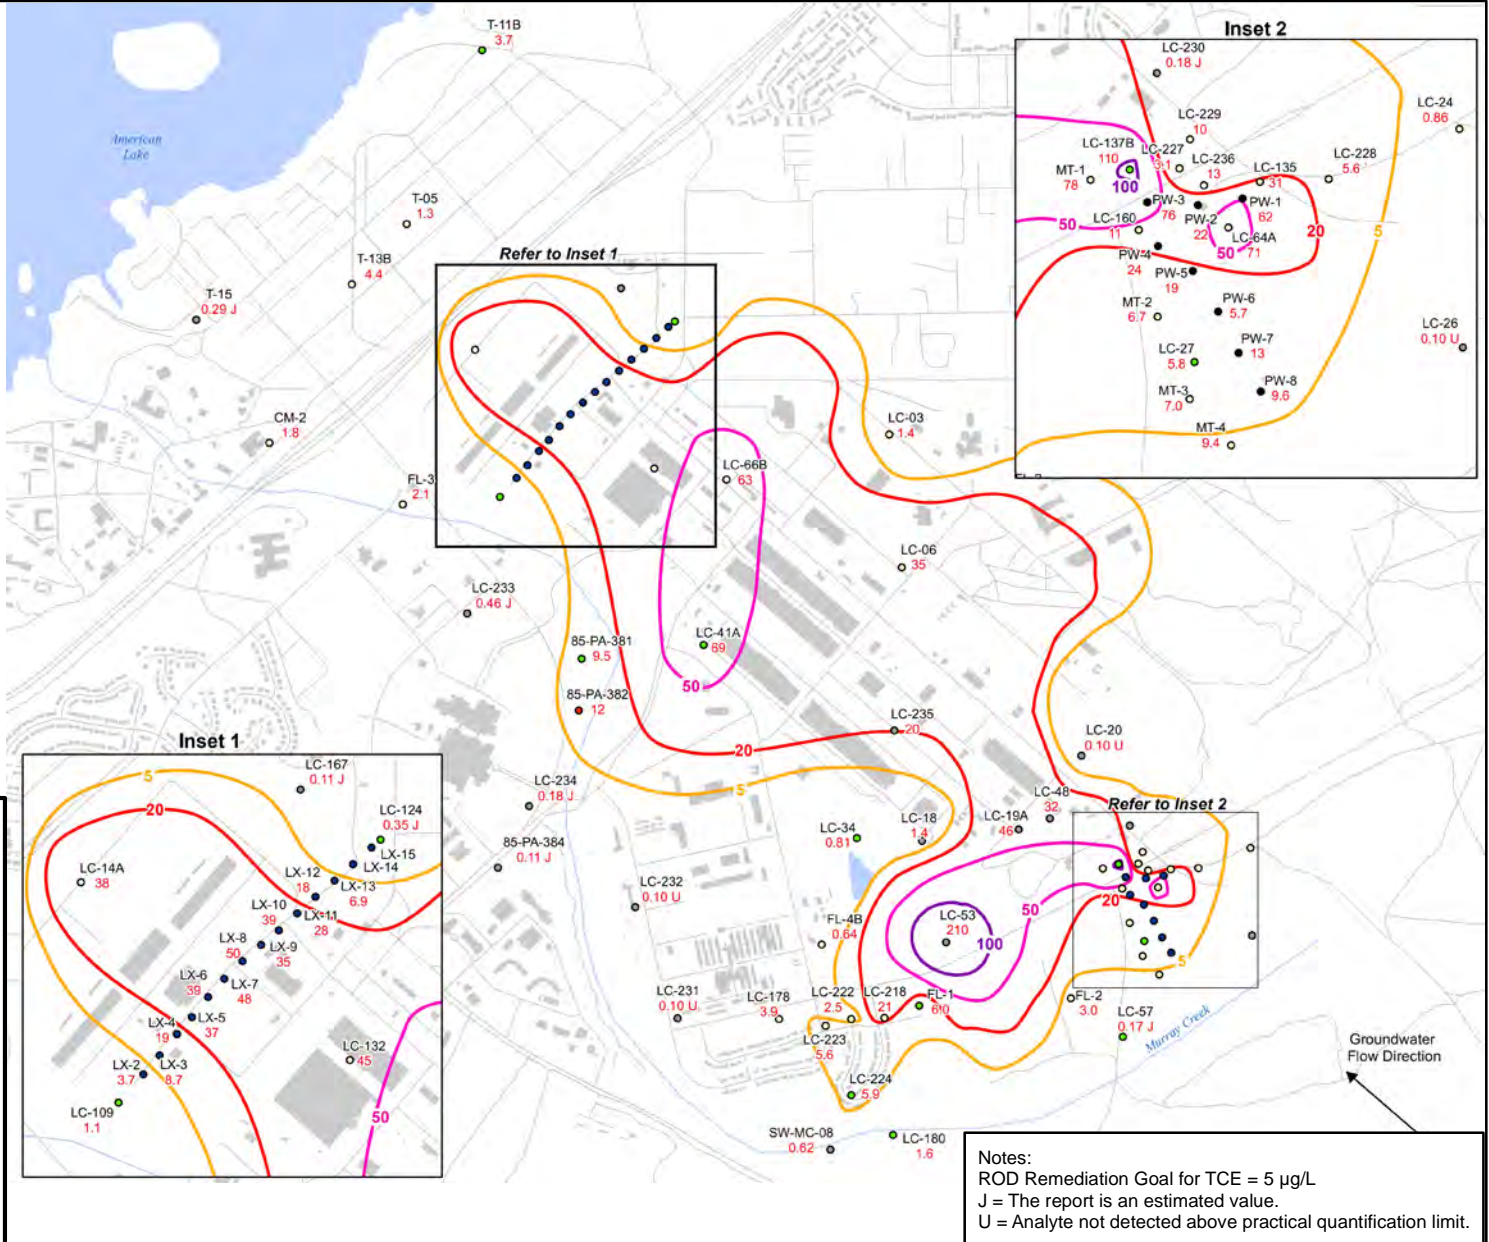 T-11B
3.7
American
Lake
T-05
1.3
T-13B
4.4
T-15
0.29 J
CM-2
1.8
FL-3
2.1
Refer to Inset 1
LC-66B
63
LC-03
1.4
LC-06
35
LC-233
0.46 J
85-PA-381
9.5
85-PA-382
12
LC-41A
69
50
LC-235
20
20
5
LC-20
0.10 U
LC-234
0.18 J
85-PA-384
0.11 J
LC-34
0.81
LC-18
1.4
LC-19A
46
LC-48
32
Refer to Inset 2
LC-232
0.10 U
FL-4B
0.64
LC-53
210
100
50
20
5
LC-231
0.10 U
LC-178
3.9
LC-222
2.5
LC-218
21
FL-1
6.0
LC-223
5.6
LC-224
5.9
FL-2
3.0
LC-57
0.17 J
Murray Creek
SW-MC-08
0.62
LC-180
1.6
Groundwater
Flow Direction
Inset 2
LC-230
0.18 J
LC-24
0.86
LC-229
10
LC-137B
110
LC-227
3.1
LC-236
13
LC-135
31
LC-228
5.6
MT-1
78
100
PW-3
76
PW-1
62
PW-2
22
LC-64A
71
50
50
LC-160
11
20
5
PW-4
24
PW-5
19
MT-2
6.7
PW-6
5.7
LC-26
0.10 U
LC-27
5.8
PW-7
13
MT-3
7.0
PW-8
9.6
MT-4
9.4
Inset 1
LC-167
0.11 J
5
20
LC-124
0.35 J
LX-15
LX-14
LC-14A
38
LX-12
18
LX-13
6.9
LX-10
39
LX-11
28
LX-8
50
LX-9
35
LX-6
39
LX-7
48
LX-4
19
LX-5
37
LX-2
3.7
LX-3
8.7
LC-132
45
LC-109
1.1
50
Notes:
ROD Remediation Goal for TCE = 5 µg/L
J = The report is an estimated value.
U = Analyte not detected above practical quantification limit.